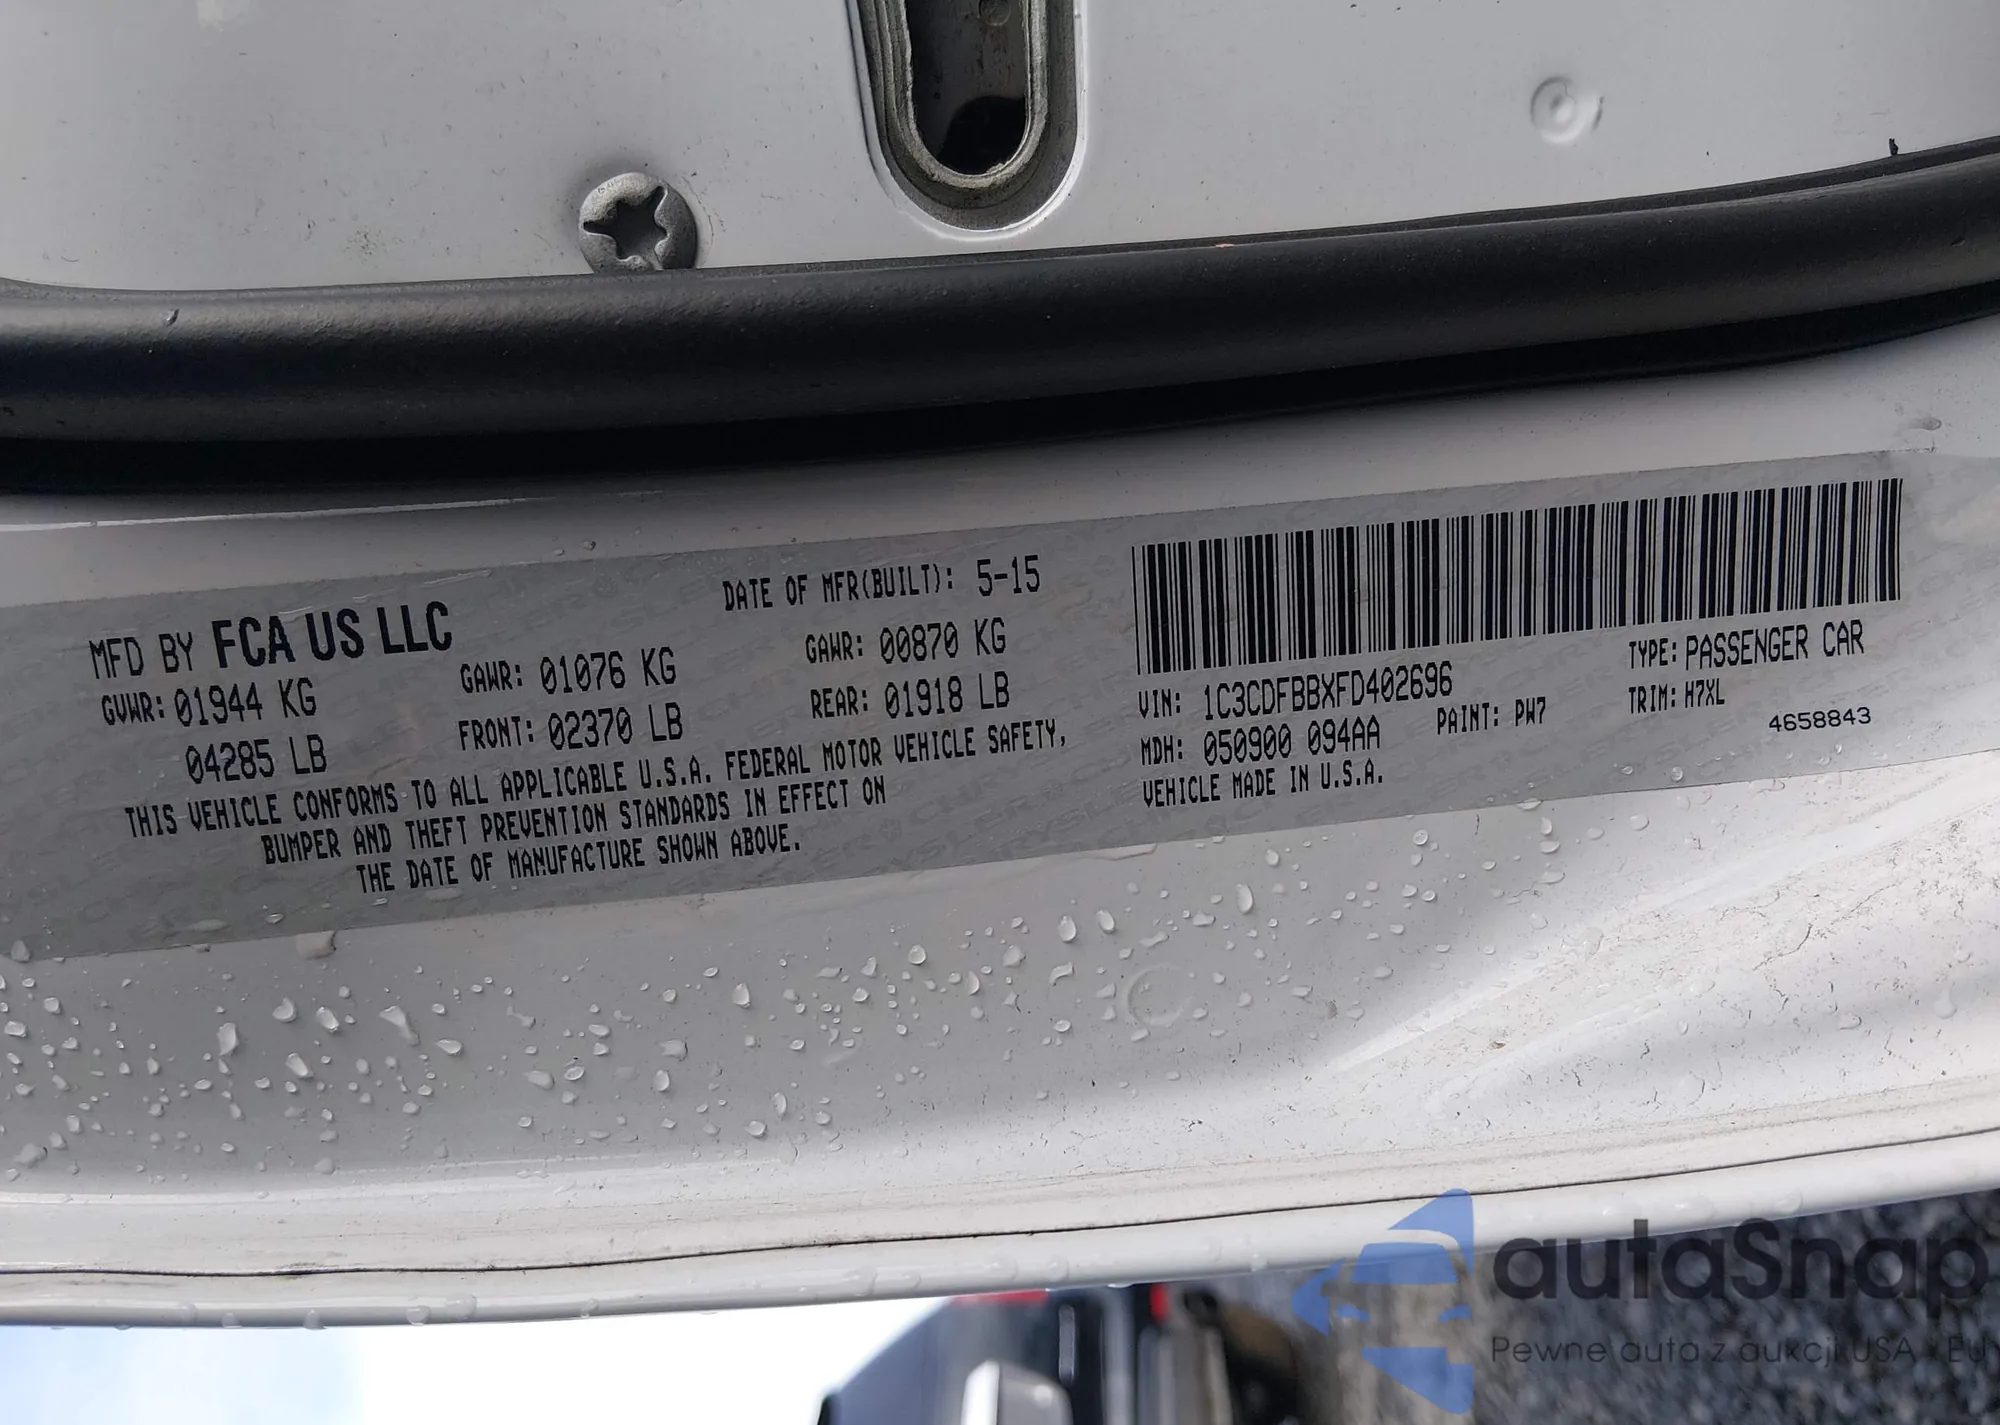 MFD BY FCA US LLC
DATE OF MFR(BUILT): 5-15
GVWR: 01944 KG
04285 LB
GAWR: 01076 KG
FRONT: 02370 LB
GAWR: 00870 KG
REAR: 01918 LB
THIS VEHICLE CONFORMS TO ALL APPLICABLE U.S.A. FEDERAL MOTOR VEHICLE SAFETY,
BUMPER AND THEFT PREVENTION STANDARDS IN EFFECT ON
THE DATE OF MANUFACTURE SHOWN ABOVE.
VIN: 1C3CDFBBXFD402696
TYPE: PASSENGER CAR
MDH: 050900 094AA
PAINT: PW7
TRIM: H7XL
4658843
VEHICLE MADE IN U.S.A.
autaSnap
Pewne auta z aukcji USA i EU